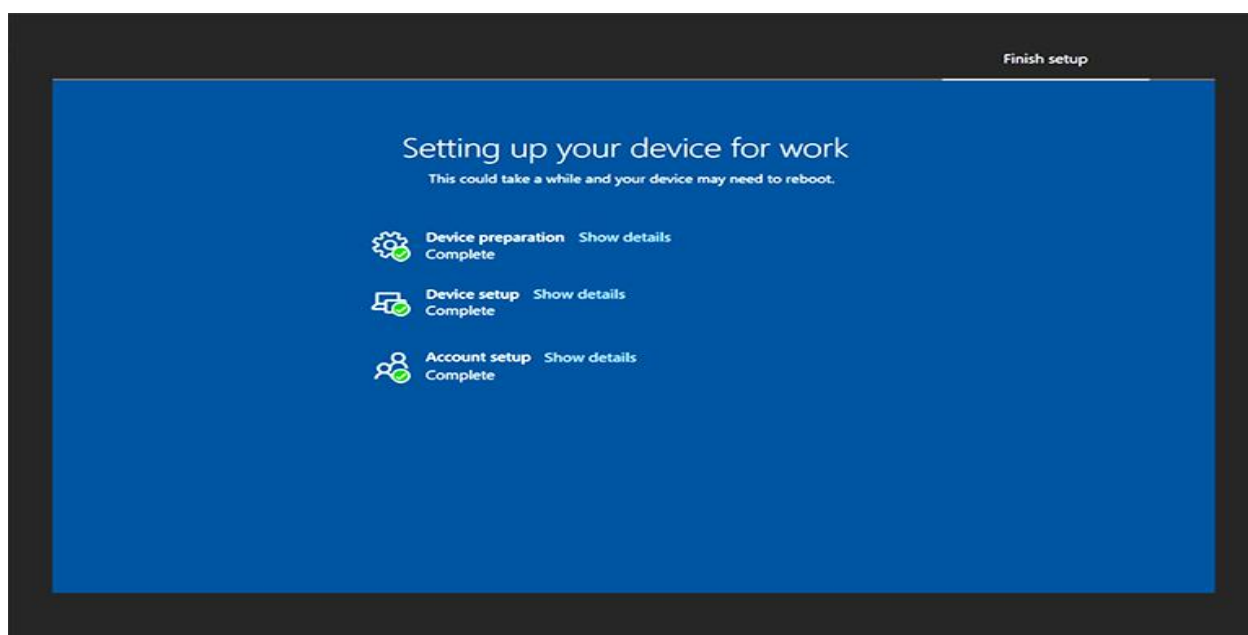 Finish setup
Setting up your device for work
This could take a while and your device may need to reboot.
Device preparation Show details
Complete
Device setup Show details
Complete
Account setup Show details
Complete